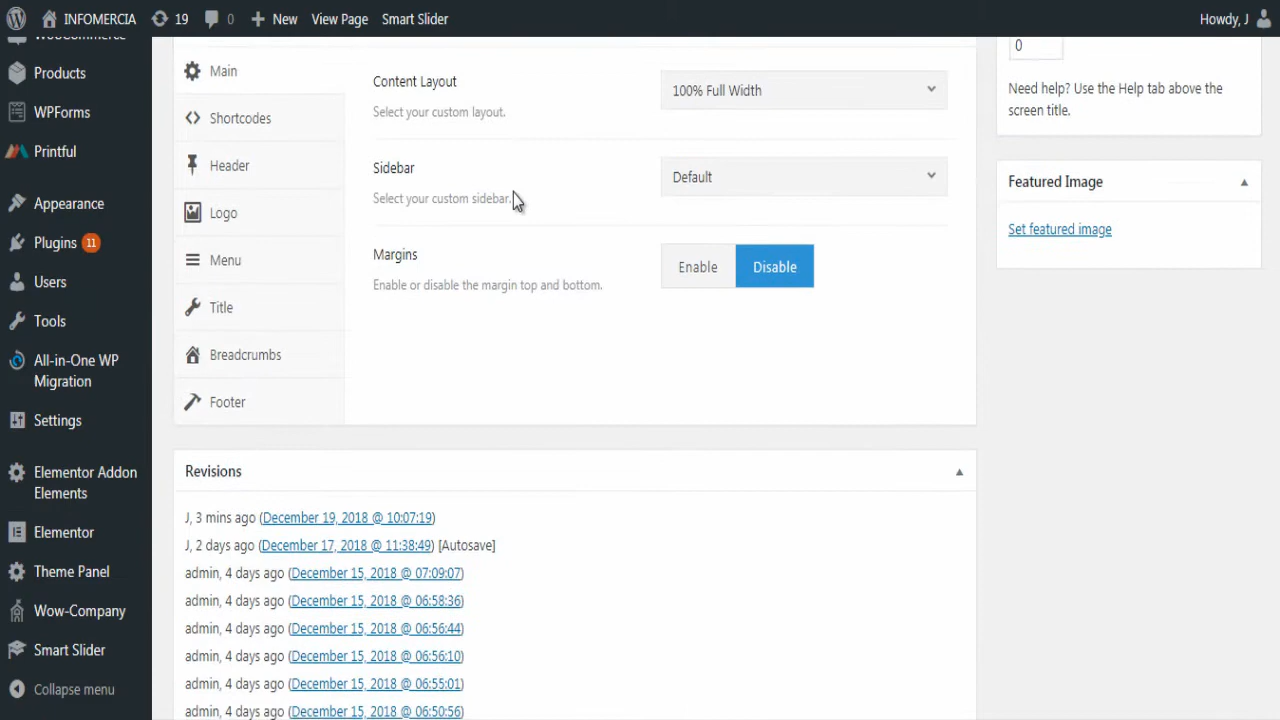 INFOMERCIA 19 0 New View Page Smart Slider Howdy, J
WooCommerce
Products
WPForms
Printful
Appearance
Plugins 11
Users
Tools
All-in-One WP
Migration
Settings
Elementor Addon
Elements
Elementor
Theme Panel
Wow-Company
Smart Slider
Collapse menu
Main
Shortcodes
Header
Logo
Menu
Title
Breadcrumbs
Footer
Content Layout
Select your custom layout.
100% Full Width
Sidebar
Select your custom sidebar.
Default
Margins
Enable or disable the margin top and bottom.
Enable Disable
Revisions
J, 3 mins ago (December 19, 2018 @ 10:07:19)
J, 2 days ago (December 17, 2018 @ 11:38:49) [Autosave]
admin, 4 days ago (December 15, 2018 @ 07:09:07)
admin, 4 days ago (December 15, 2018 @ 06:58:36)
admin, 4 days ago (December 15, 2018 @ 06:56:44)
admin, 4 days ago (December 15, 2018 @ 06:56:10)
admin, 4 days ago (December 15, 2018 @ 06:55:01)
admin, 4 days ago (December 15, 2018 @ 06:50:56)
0
Need help? Use the Help tab above the
screen title.
Featured Image
Set featured image